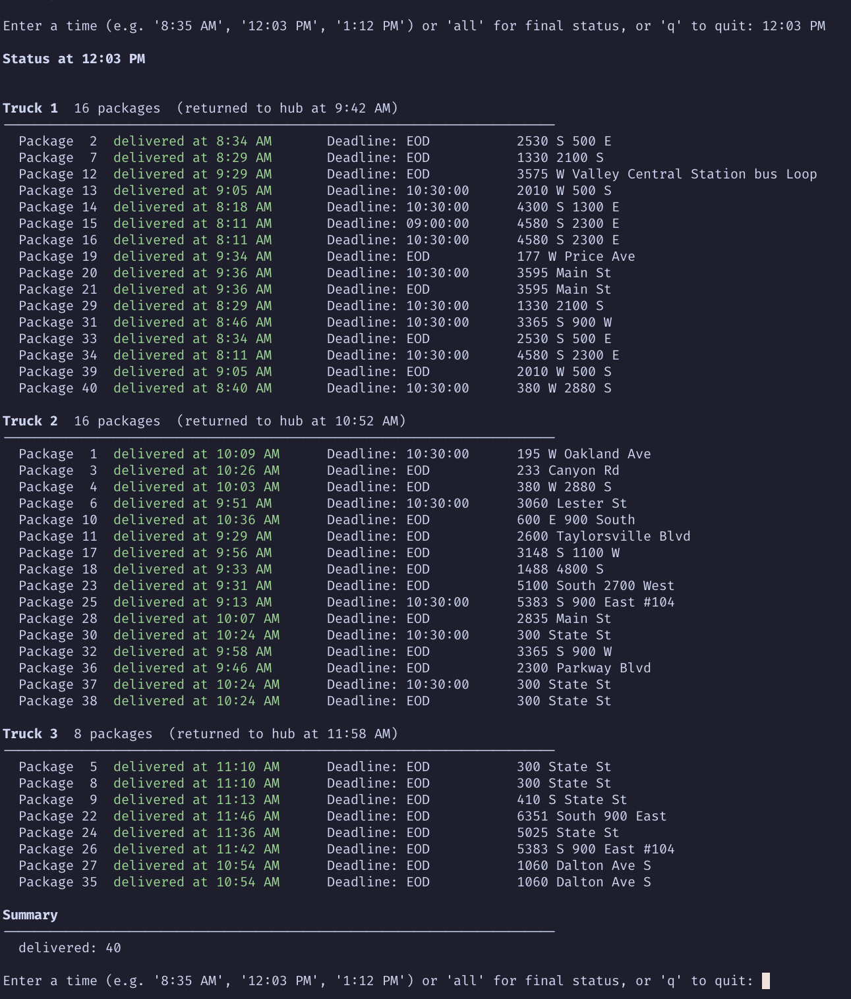 Enter a time (e.g. '8:35 AM', '12:03 PM', '1:12 PM') or 'all' for final status, or 'q' to quit: 12:03 PM
Status at 12:03 PM
Truck 1  16 packages  (returned to hub at 9:42 AM)
Package  2  delivered at 8:34 AM       Deadline: EOD           2530 S 500 E
Package  7  delivered at 8:29 AM       Deadline: EOD           1330 2100 S
Package 12  delivered at 9:29 AM       Deadline: EOD           3575 W Valley Central Station bus Loop
Package 13  delivered at 9:05 AM       Deadline: 10:30:00      2010 W 500 S
Package 14  delivered at 8:18 AM       Deadline: 10:30:00      4300 S 1300 E
Package 15  delivered at 8:11 AM       Deadline: 09:00:00      4580 S 2300 E
Package 16  delivered at 8:11 AM       Deadline: 10:30:00      4580 S 2300 E
Package 19  delivered at 9:34 AM       Deadline: EOD           177 W Price Ave
Package 20  delivered at 9:36 AM       Deadline: 10:30:00      3595 Main St
Package 21  delivered at 9:36 AM       Deadline: EOD           3595 Main St
Package 29  delivered at 8:29 AM       Deadline: 10:30:00      1330 2100 S
Package 31  delivered at 8:46 AM       Deadline: 10:30:00      3365 S 900 W
Package 33  delivered at 8:34 AM       Deadline: EOD           2530 S 500 E
Package 34  delivered at 8:11 AM       Deadline: 10:30:00      4580 S 2300 E
Package 39  delivered at 9:05 AM       Deadline: EOD           2010 W 500 S
Package 40  delivered at 8:40 AM       Deadline: 10:30:00      380 W 2880 S
Truck 2  16 packages  (returned to hub at 10:52 AM)
Package  1  delivered at 10:09 AM      Deadline: 10:30:00      195 W Oakland Ave
Package  3  delivered at 10:26 AM      Deadline: EOD           233 Canyon Rd
Package  4  delivered at 10:03 AM      Deadline: EOD           380 W 2880 S
Package  6  delivered at 9:51 AM       Deadline: 10:30:00      3060 Lester St
Package 10  delivered at 10:36 AM      Deadline: EOD           600 E 900 South
Package 11  delivered at 9:29 AM       Deadline: EOD           2600 Taylorsville Blvd
Package 17  delivered at 9:56 AM       Deadline: EOD           3148 S 1100 W
Package 18  delivered at 9:33 AM       Deadline: EOD           1488 4800 S
Package 23  delivered at 9:31 AM       Deadline: EOD           5100 South 2700 West
Package 25  delivered at 9:13 AM       Deadline: 10:30:00      5383 S 900 East #104
Package 28  delivered at 10:07 AM      Deadline: EOD           2835 Main St
Package 30  delivered at 10:24 AM      Deadline: 10:30:00      300 State St
Package 32  delivered at 9:58 AM       Deadline: EOD           3365 S 900 W
Package 36  delivered at 9:46 AM       Deadline: EOD           2300 Parkway Blvd
Package 37  delivered at 10:24 AM      Deadline: 10:30:00      300 State St
Package 38  delivered at 10:24 AM      Deadline: EOD           300 State St
Truck 3  8 packages  (returned to hub at 11:58 AM)
Package  5  delivered at 11:10 AM      Deadline: EOD           300 State St
Package  8  delivered at 11:10 AM      Deadline: EOD           300 State St
Package  9  delivered at 11:13 AM      Deadline: EOD           410 S State St
Package 22  delivered at 11:46 AM      Deadline: EOD           6351 South 900 East
Package 24  delivered at 11:36 AM      Deadline: EOD           5025 State St
Package 26  delivered at 11:42 AM      Deadline: EOD           5383 S 900 East #104
Package 27  delivered at 10:54 AM      Deadline: EOD           1060 Dalton Ave S
Package 35  delivered at 10:54 AM      Deadline: EOD           1060 Dalton Ave S
Summary
delivered: 40
Enter a time (e.g. '8:35 AM', '12:03 PM', '1:12 PM') or 'all' for final status, or 'q' to quit: